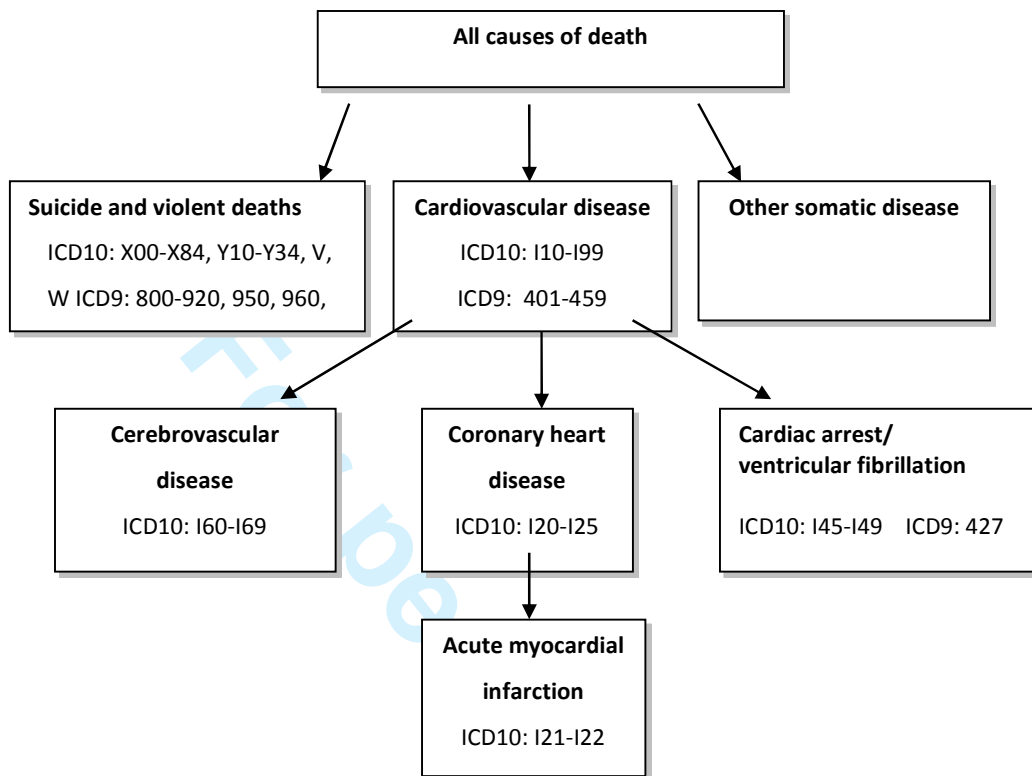 All causes of death
Suicide and violent deaths
ICD10: X00-X84, Y10-Y34, V,
W ICD9: 800-920, 950, 960,
Cardiovascular disease
ICD10: I10-I99
ICD9: 401-459
Other somatic disease
Cerebrovascular
disease
ICD10: I60-I69
Coronary heart
disease
ICD10: I20-I25
Cardiac arrest/
ventricular fibrillation
ICD10: I45-I49 ICD9: 427
Acute myocardial
infarction
ICD10: I21-I22